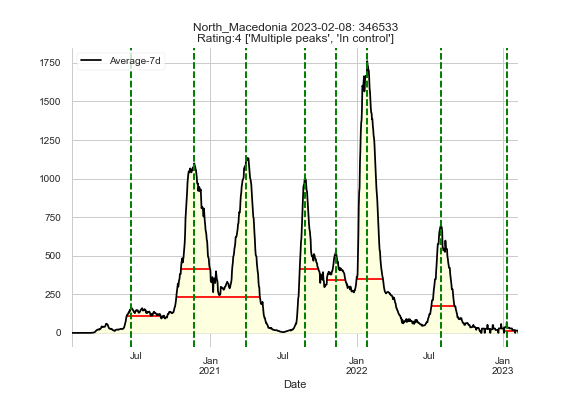 North_Macedonia 2023-02-08: 346533
Rating:4 ['Multiple peaks', 'In control']
Average-7d
1750
1500
1250
1000
750
500
250
0
Jul Jan Jul Jan Jul Jan
2021 2022 2023
Date